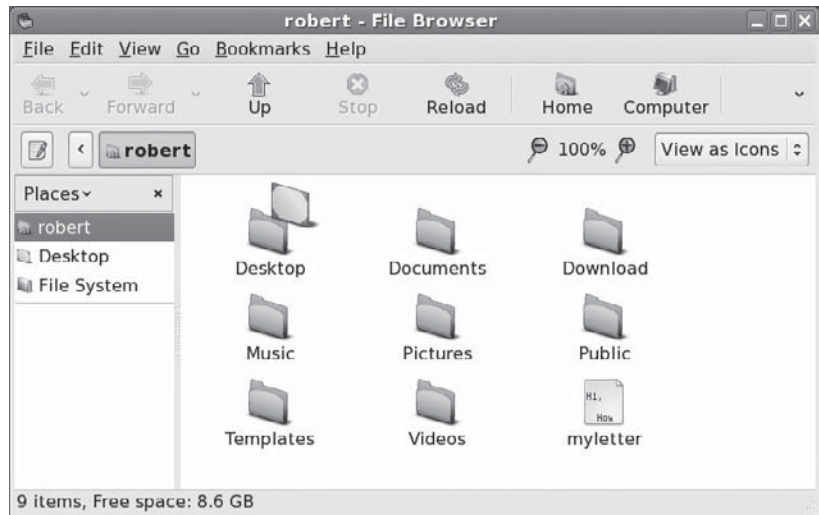 robert - File Browser
File Edit View Go Bookmarks Help
Back Forward Up Stop Reload Home Computer
robert 100% View as Icons
Places
robert
Desktop
File System
Desktop Documents Download
Music Pictures Public
Hi,
How
Templates Videos myletter
9 items, Free space: 8.6 GB